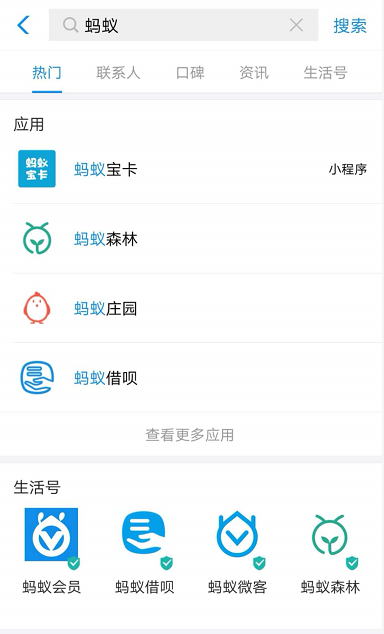 蚂蚁
搜索
热门 联系人 口碑 资讯 生活号
应用
蚂蚁
宝卡
蚂蚁宝卡
小程序
蚂蚁森林
蚂蚁庄园
蚂蚁借呗
查看更多应用
生活号
蚂蚁会员 蚂蚁借呗 蚂蚁微客 蚂蚁森林